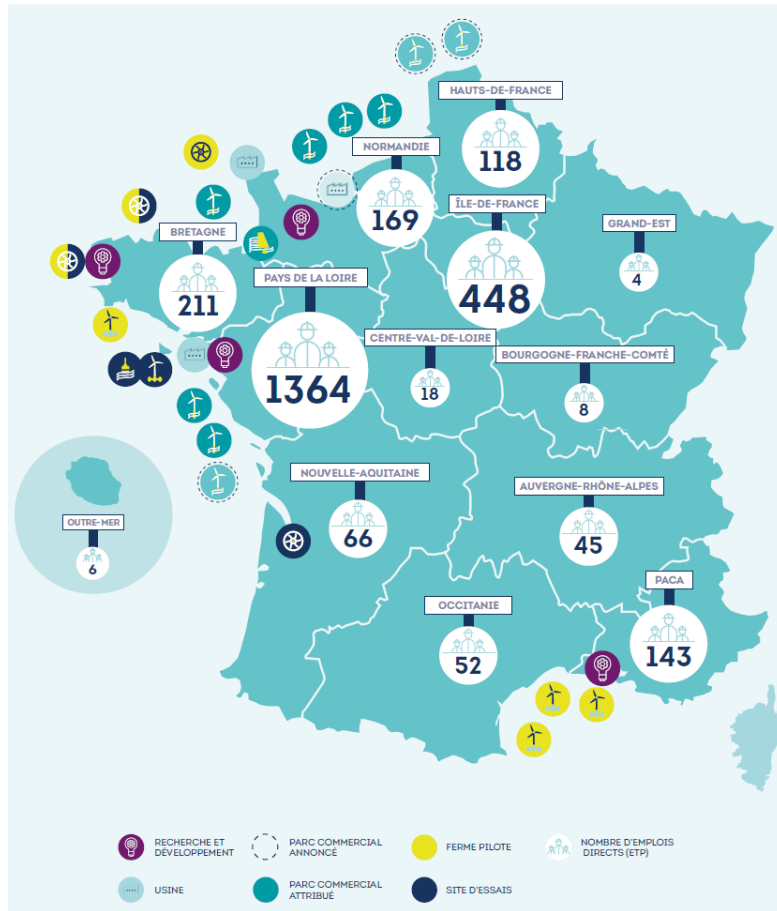 HAUTS-DE-FRANCE
118
NORMANDIE
169
ÎLE-DE-FRANCE
448
GRAND-EST
4
BRETAGNE
211
PAYS DE LA LOIRE
1364
CENTRE-VAL-DE-LOIRE
18
BOURGOGNE-FRANCHE-COMTÉ
8
NOUVELLE-AQUITAINE
66
AUVERGNE-RHÔNE-ALPES
45
OUTRE-MER
6
OCCITANIE
52
PACA
143
RECHERCHE ET
DÉVELOPPEMENT
PARC COMMERCIAL
ANNONCÉ
FERME PILOTE
NOMBRE D'EMPLOIS
DIRECTS (ETP)
USINE
PARC COMMERCIAL
ATTRIBUÉ
SITE D'ESSAIS